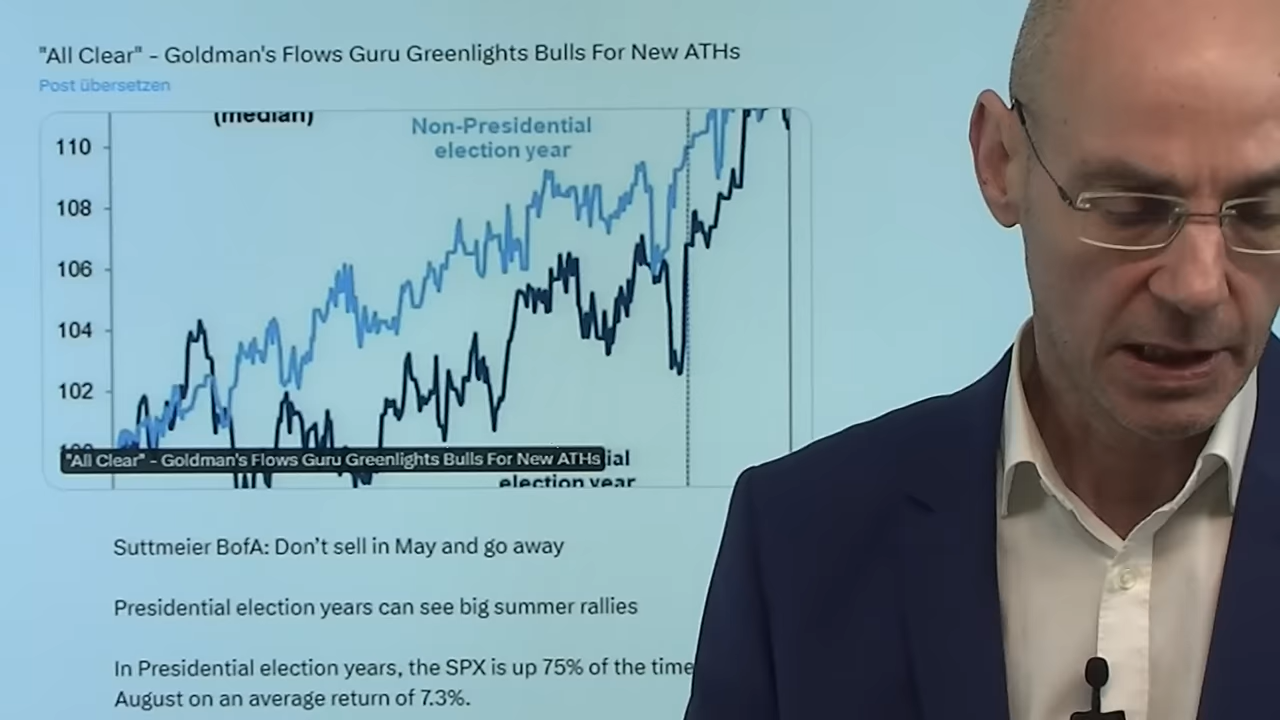 "All Clear" – Goldman's Flows Guru Greenlights Bulls For New ATHs
Post übersetzen
(median)
110
108
106
104
102
100
Non-Presidential
election year
"All Clear" – Goldman's Flows Guru Greenlights Bulls For New ATHs
ial
election year
Suttmeier BofA: Don't sell in May and go away
Presidential election years can see big summer rallies
In Presidential election years, the SPX is up 75% of the time
August on an average return of 7.3%.